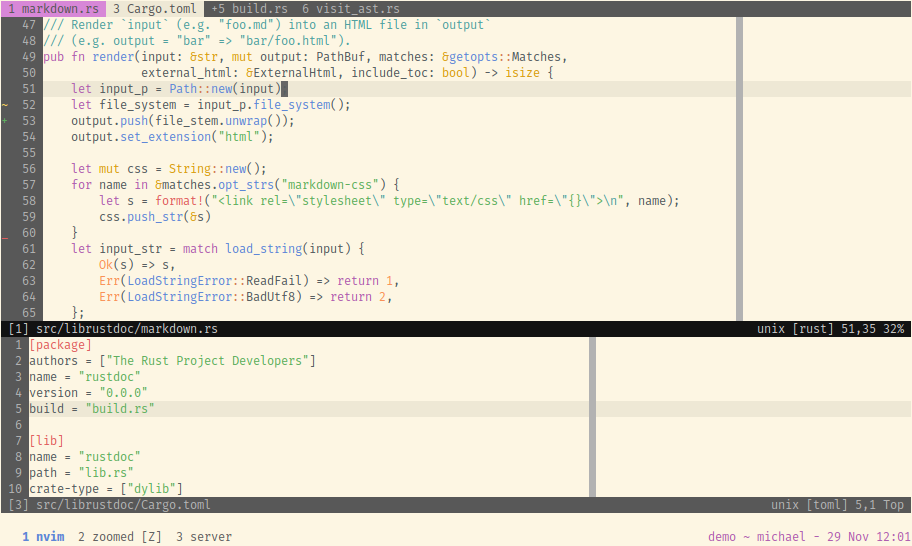 1 markdown.rs 3 Cargo.toml +5 build.rs 6 visit_ast.rs
47 /// Render `input` (e.g. "foo.md") into an HTML file in `output`
48 /// (e.g. output = "bar" => "bar/foo.html").
49 pub fn render(input: &str, mut output: PathBuf, matches: &getopts::Matches,
50               external_html: &ExternalHtml, include_toc: bool) -> isize {
51     let input_p = Path::new(input)
~ 52     let file_system = input_p.file_system();
+ 53     output.push(file_stem.unwrap());
54     output.set_extension("html");
55
56     let mut css = String::new();
57     for name in &matches.opt_strs("markdown-css") {
58         let s = format!("<link rel=\"stylesheet\" type=\"text/css\" href=\"{}\">\n", name);
59         css.push_str(&s)
_ 60     }
61     let input_str = match load_string(input) {
62         Ok(s) => s,
63         Err(LoadStringError::ReadFail) => return 1,
64         Err(LoadStringError::BadUtf8) => return 2,
65     };
[1] src/librustdoc/markdown.rs unix [rust] 51,35 32%
1 [package]
2 authors = ["The Rust Project Developers"]
3 name = "rustdoc"
4 version = "0.0.0"
5 build = "build.rs"
6
7 [lib]
8 name = "rustdoc"
9 path = "lib.rs"
10 crate-type = ["dylib"]
[3] src/librustdoc/Cargo.toml unix [toml] 5,1 Top
1 nvim 2 zoomed [Z] 3 server demo ~ michael - 29 Nov 12:01